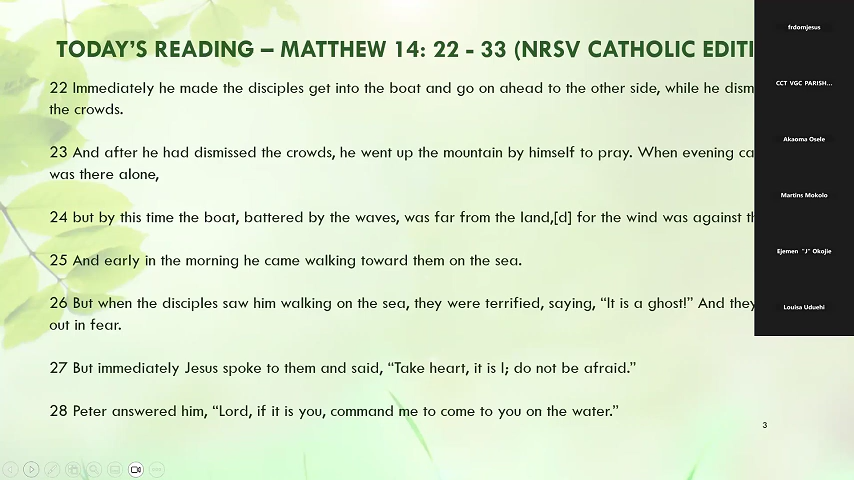 TODAY'S READING – MATTHEW 14: 22 - 33 (NRSV CATHOLIC EDITI
22 Immediately he made the disciples get into the boat and go on ahead to the other side, while he dism
the crowds.
23 And after he had dismissed the crowds, he went up the mountain by himself to pray. When evening ca
was there alone,
24 but by this time the boat, battered by the waves, was far from the land,[d] for the wind was against th
25 And early in the morning he came walking toward them on the sea.
26 But when the disciples saw him walking on the sea, they were terrified, saying, “It is a ghost!” And they
out in fear.
27 But immediately Jesus spoke to them and said, “Take heart, it is I; do not be afraid.”
28 Peter answered him, “Lord, if it is you, command me to come to you on the water.”
3
frdomjesus
CCT VGC PARISH...
Akaoma Osele
Martins Mokolo
Ejemen "J" Okojie
Louisa Uduehi